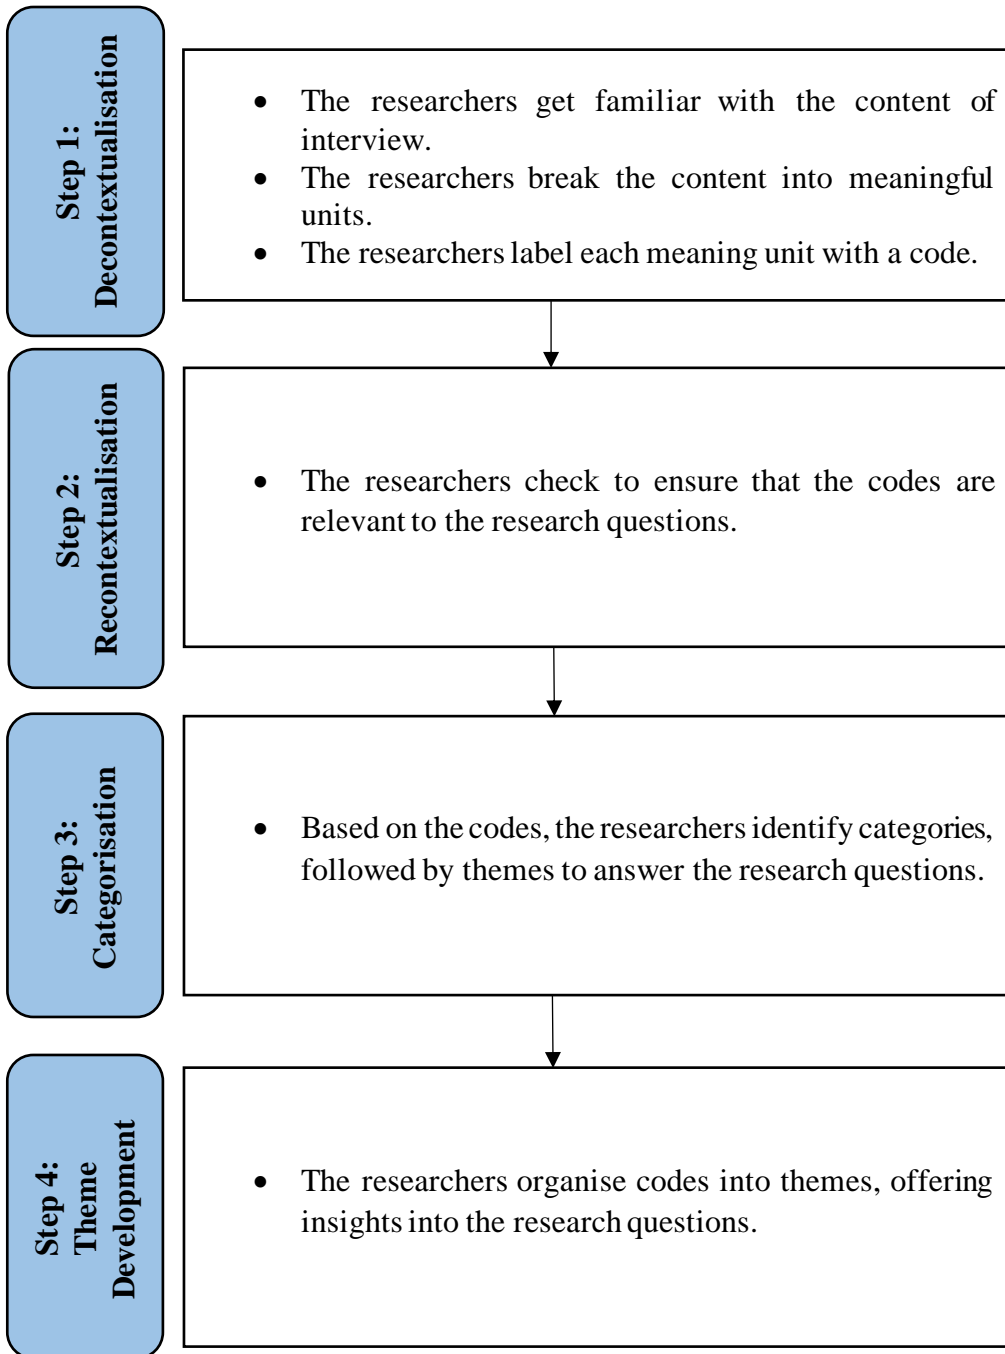 Step 1:
Decontextualisation
• The researchers get familiar with the content of
interview.
• The researchers break the content into meaningful
units.
• The researchers label each meaning unit with a code.
Step 2:
Recontextualisation
• The researchers check to ensure that the codes are
relevant to the research questions.
Step 3:
Categorisation
• Based on the codes, the researchers identify categories,
followed by themes to answer the research questions.
Step 4:
Theme
Development
• The researchers organise codes into themes, offering
insights into the research questions.